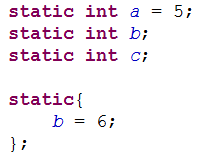 static int a = 5;
static int b;
static int c;
static{
b = 6;
};